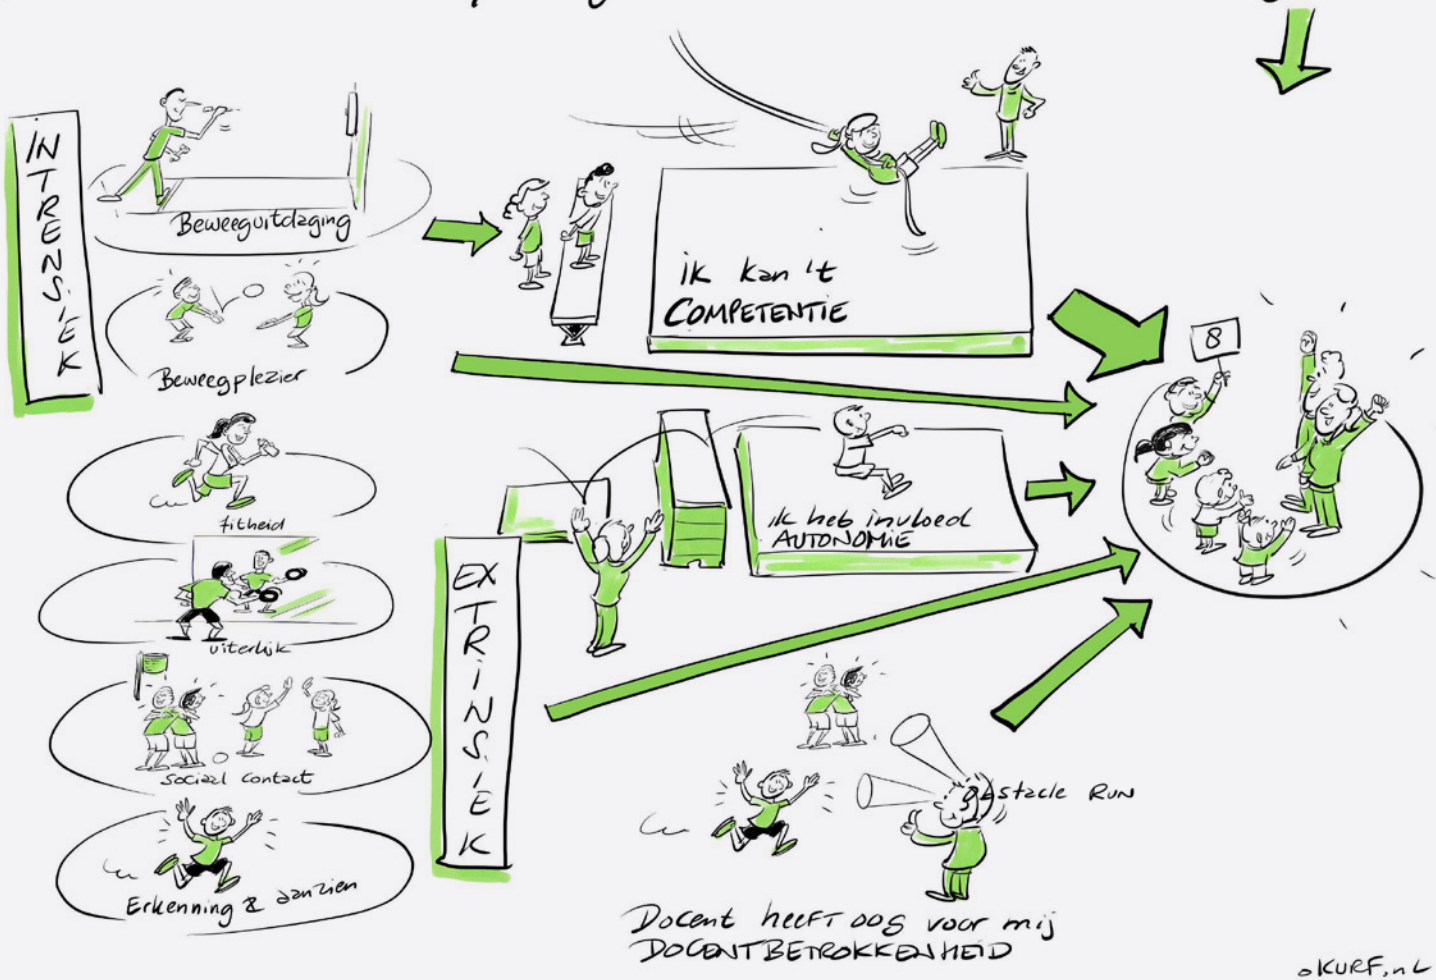 INTRENSIEK
Beweeguitdaging
Beweegplezier
fitheid
uiterlijk
sociaal contact
Erkenning & aanzien
EXTRINSIEK
ik kan 't
COMPETENTIE
ik heb invloed
AUTONOMIE
8
Obstacle RUN
Docent heeft oog voor mij
DOCENTBETROKKENHEID
KURF.nl